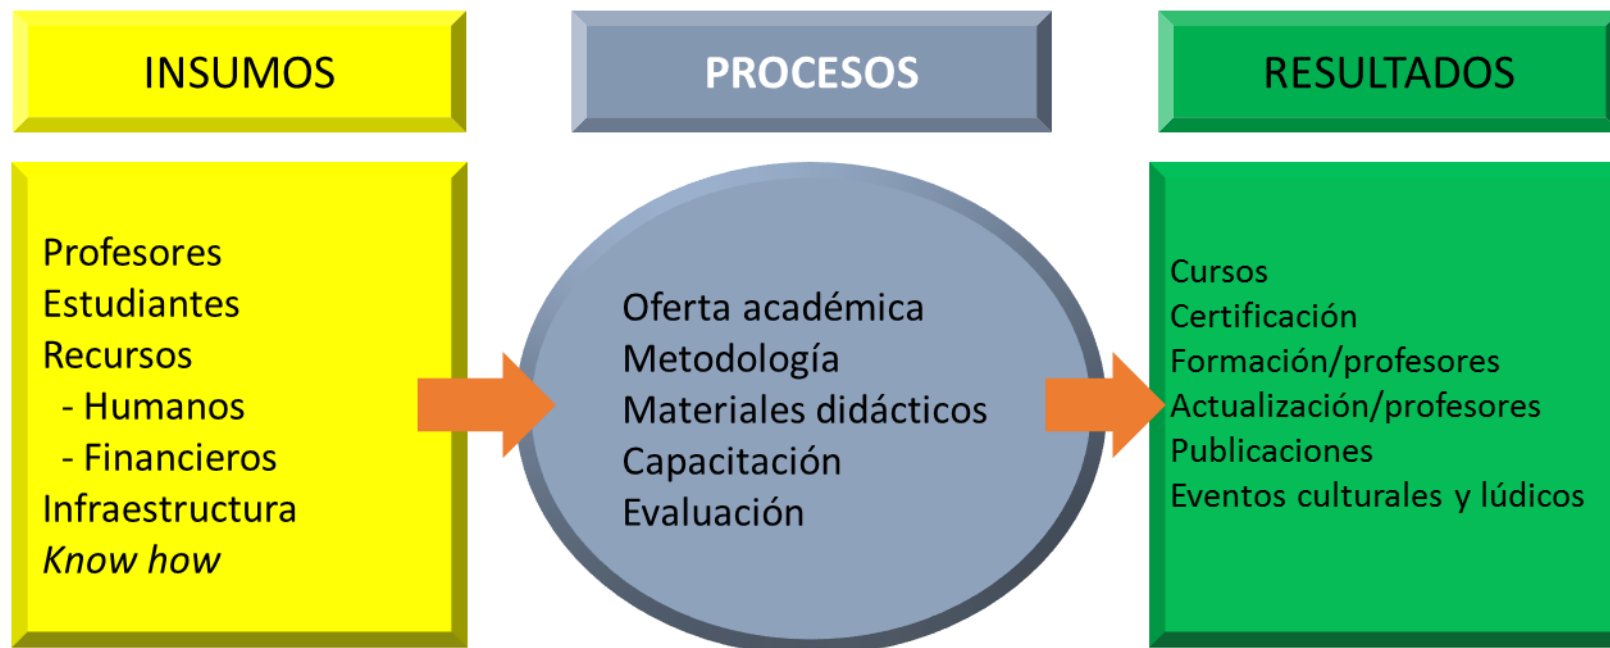 INSUMOS
PROCESOS
RESULTADOS
Profesores
Estudiantes
Recursos
- Humanos
- Financieros
Infraestructura
Know how
Oferta académica
Metodología
Materiales didácticos
Capacitación
Evaluación
Cursos
Certificación
Formación/profesores
Actualización/profesores
Publicaciones
Eventos culturales y lúdicos